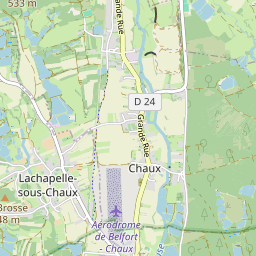 533 m
Grande Rue
D 24
Grande Rue
Chaux
Lachapelle-
sous-Chaux
Brosse
48 m
Aérodrome
de Belfort
- Chaux